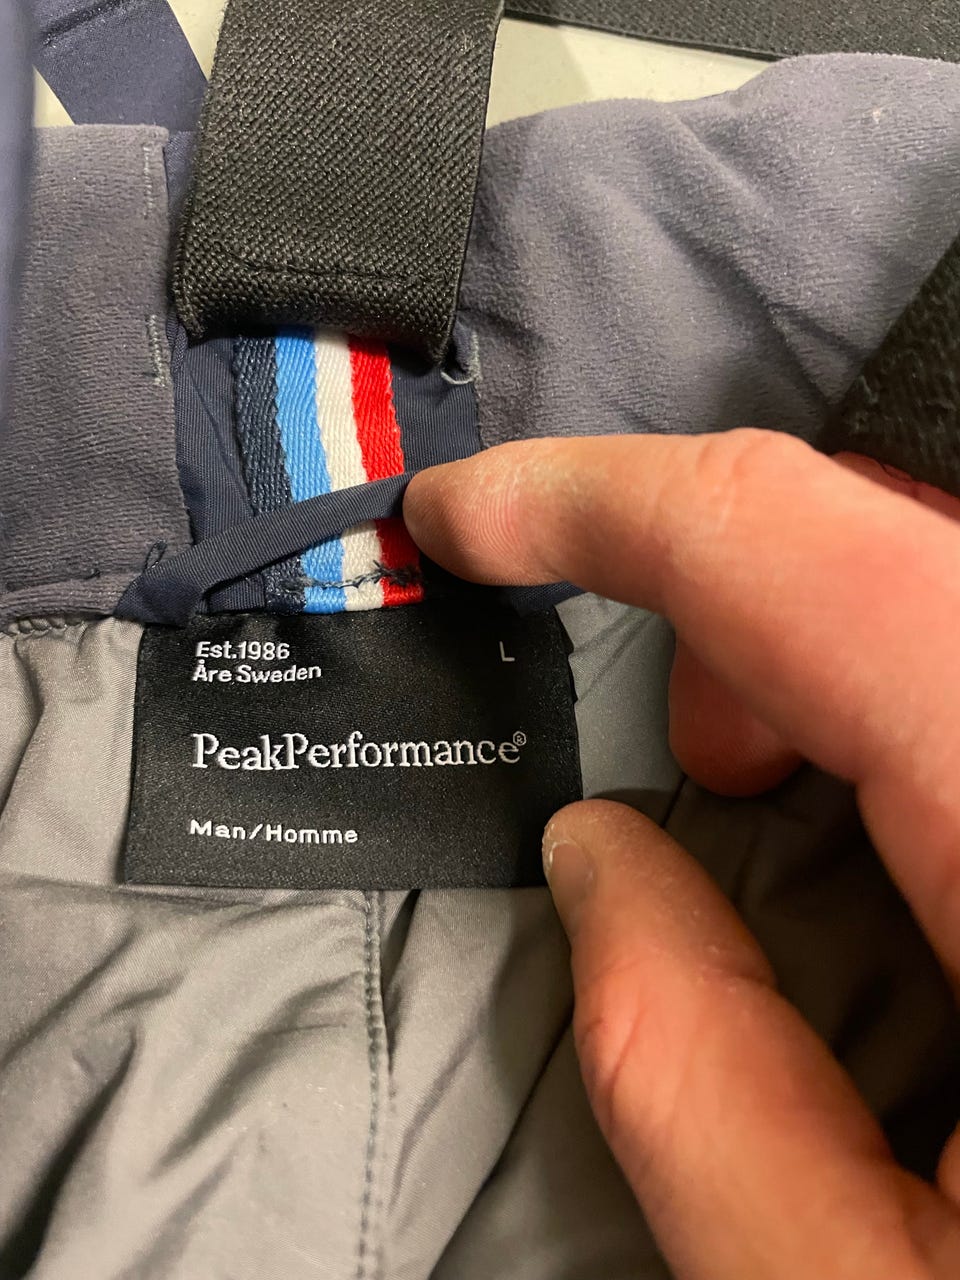 Est.1986 L
Åre Sweden
PeakPerformance®
Man/Homme